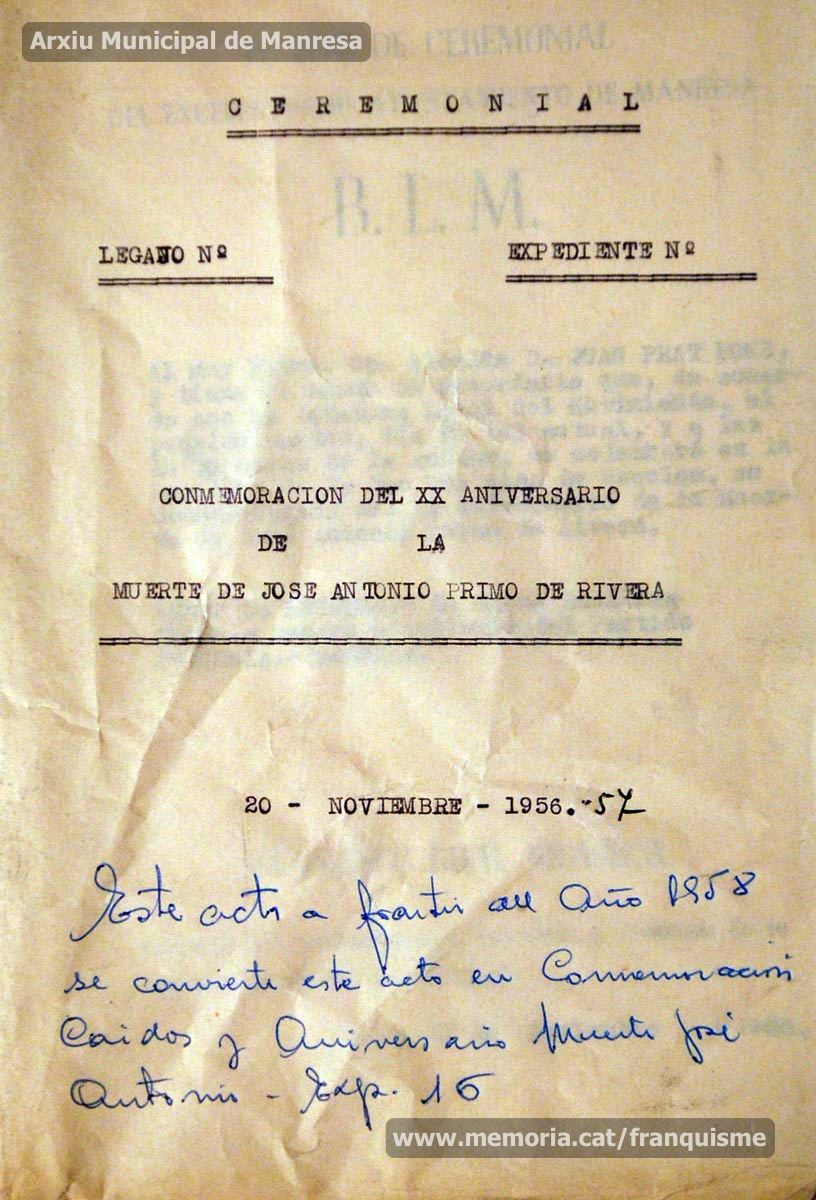 Arxiu Municipal de Manresa
CEREMONIAL
LEGAJO Nº
EXPEDIENTE Nº
CONMEMORACION DEL XX ANIVERSARIO
DE LA
MUERTE DE JOSE ANTONIO PRIMO DE RIVERA
20 - NOVIEMBRE - 1956.-57
Este acto a partir del Año 1958
se convierte este acto en Conmemoración
Caidos y Aniversario Muerte José
Antonio - Exp. 16
B. L. M.
www.memoria.cat/franquisme